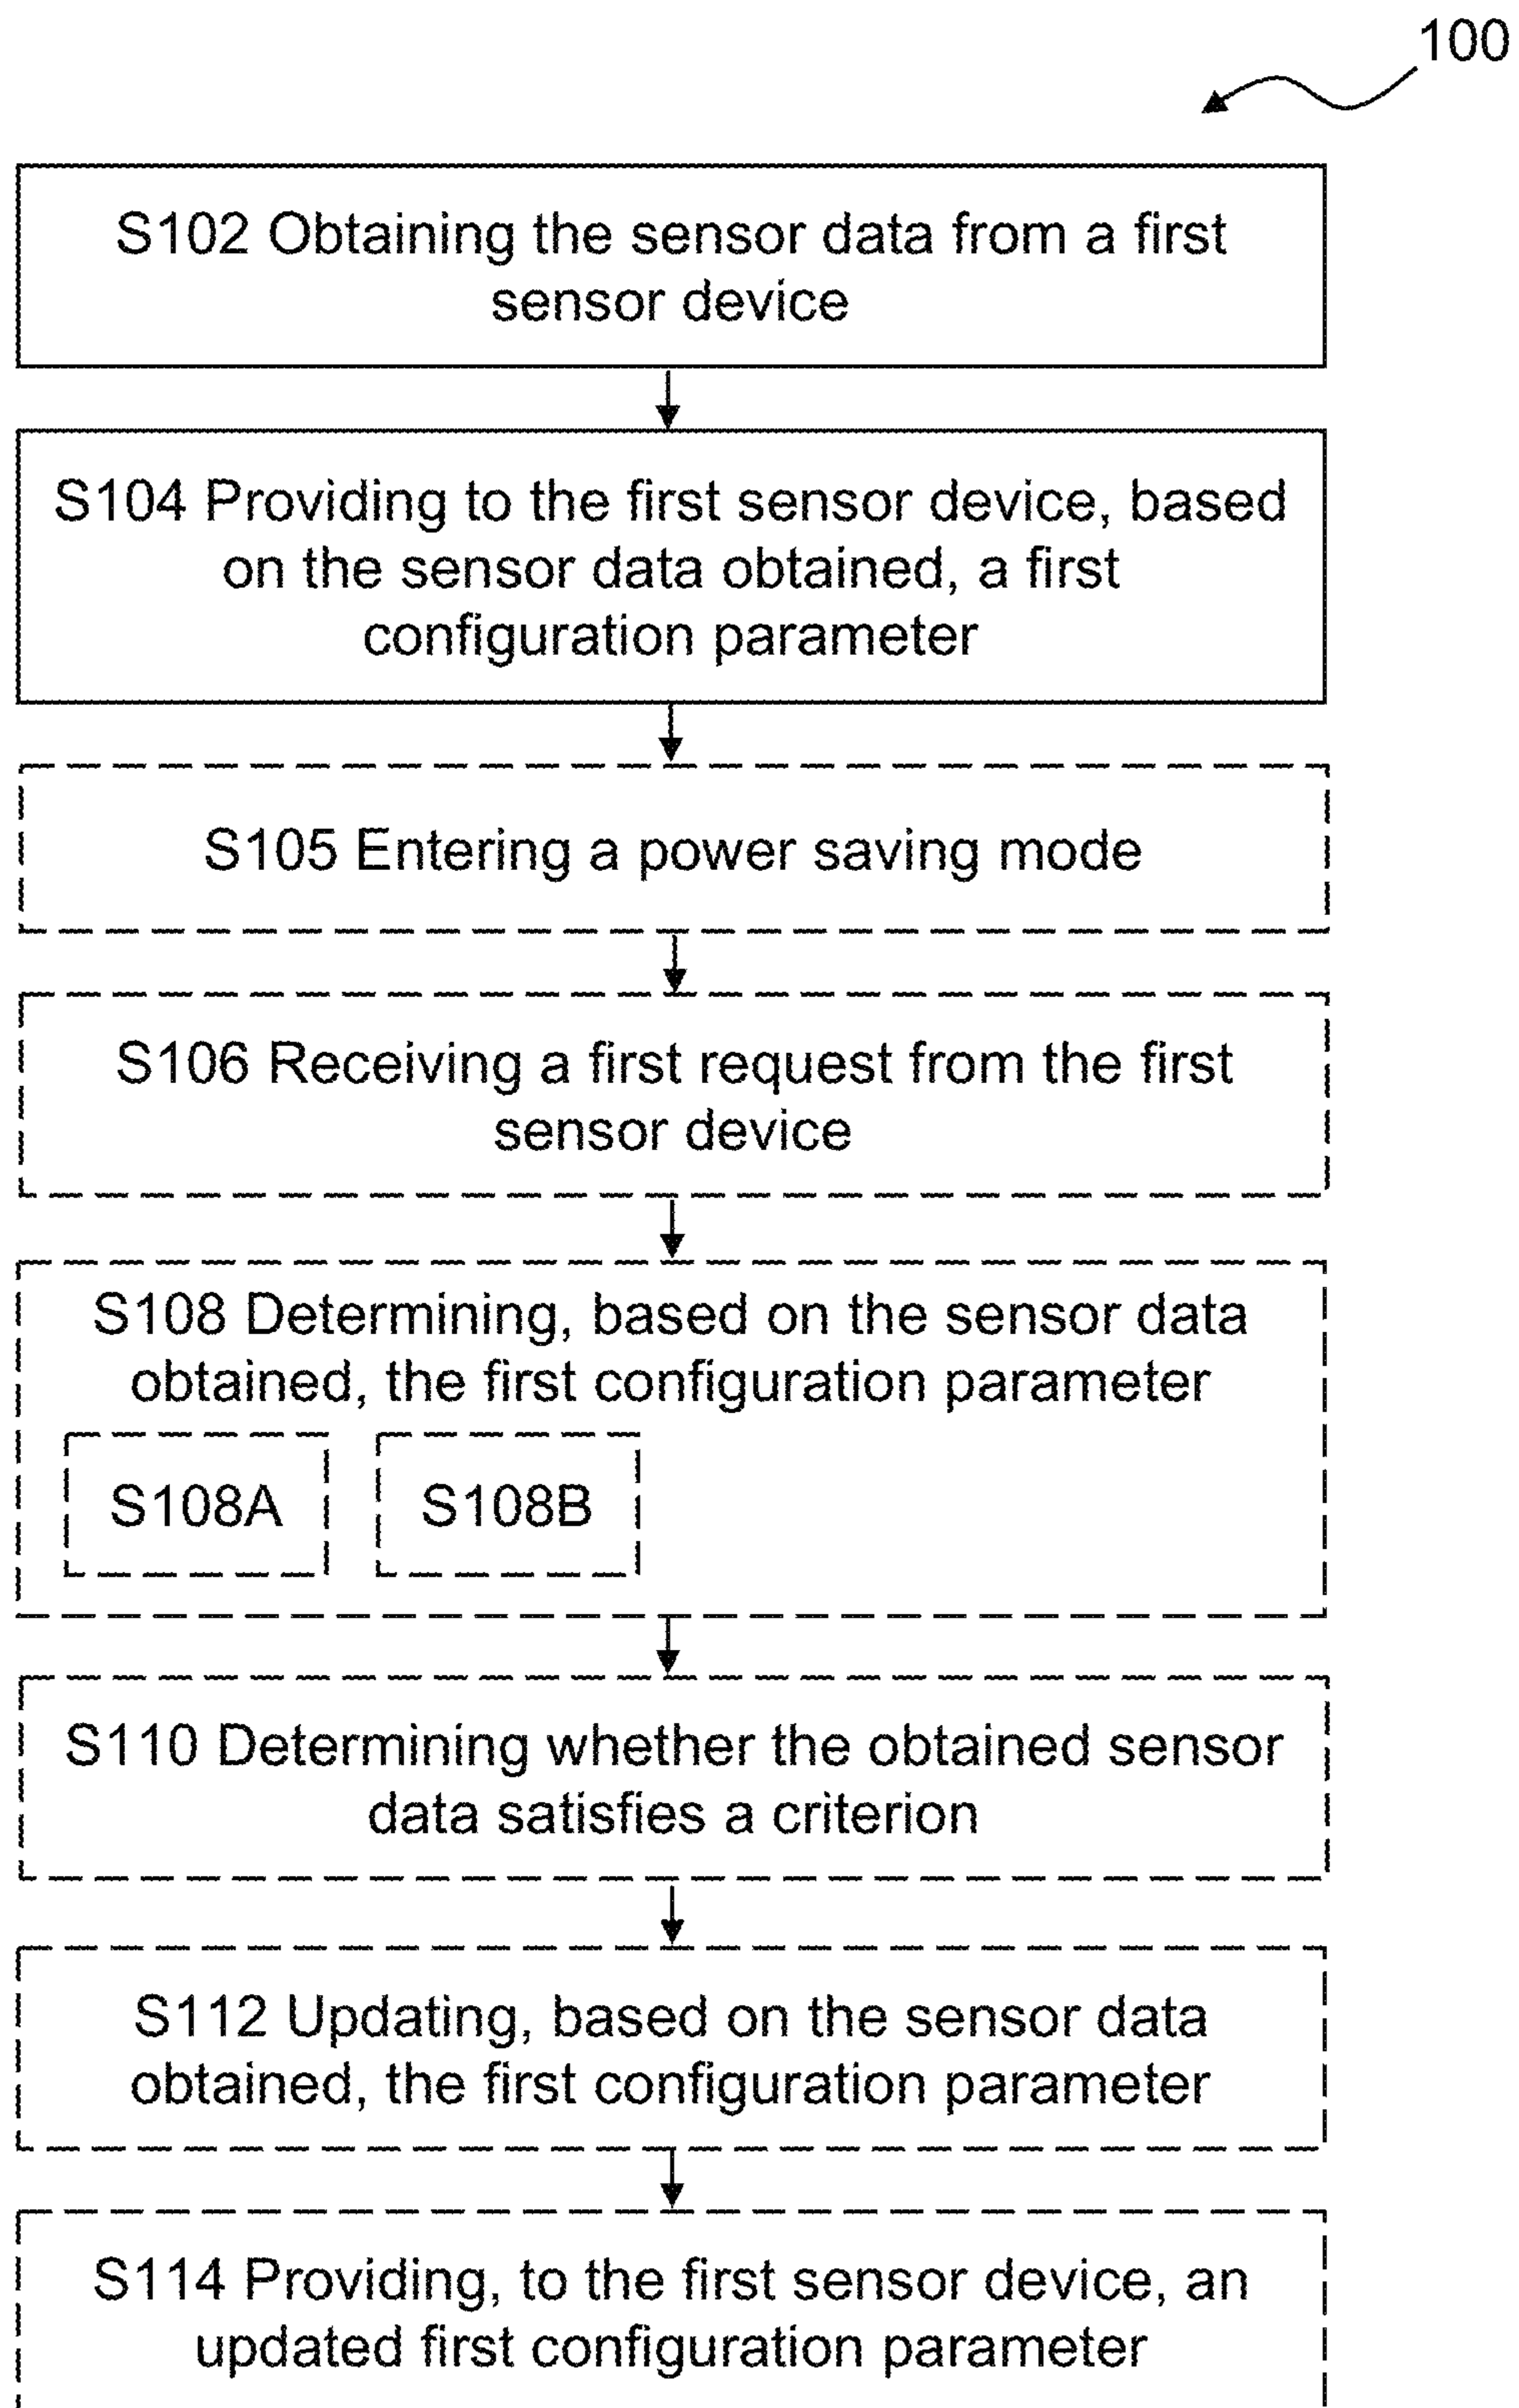 100
S102 Obtaining the sensor data from a first
sensor device
S104 Providing to the first sensor device, based
on the sensor data obtained, a first
configuration parameter
S105 Entering a power saving mode
S106 Receiving a first request from the first
sensor device
S108 Determining, based on the sensor data
obtained, the first configuration parameter
S108A
S108B
S110 Determining whether the obtained sensor
data satisfies a criterion
S112 Updating, based on the sensor data
obtained, the first configuration parameter
S114 Providing, to the first sensor device, an
updated first configuration parameter